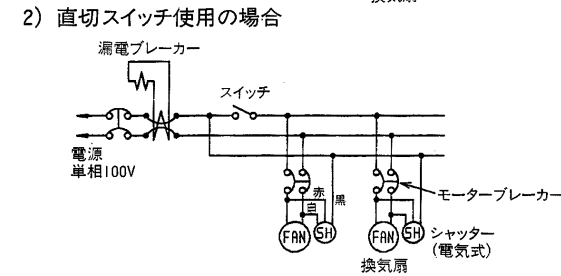 換気扇
2) 直切スイッチ使用の場合
漏電ブレーカー
スイッチ
電源
単相100V
赤
黒
白
モーターブレーカー
FAN
SH
FAN
SH
シャッター
(電気式)
換気扇